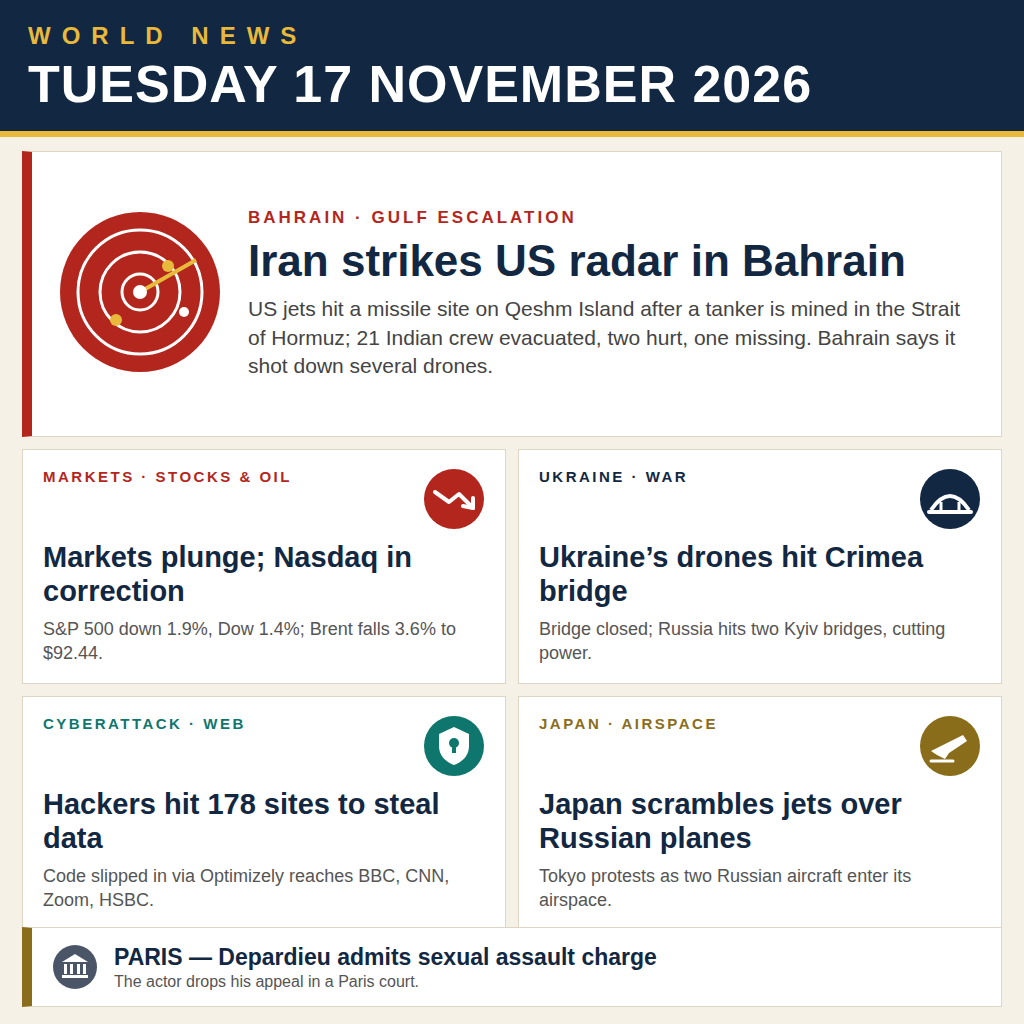 WORLD NEWS
TUESDAY 17 NOVEMBER 2026
BAHRAIN · GULF ESCALATION
Iran strikes US radar in Bahrain
US jets hit a missile site on Qeshm Island after a tanker is mined in the Strait
of Hormuz; 21 Indian crew evacuated, two hurt, one missing. Bahrain says it
shot down several drones.
MARKETS · STOCKS & OIL
Markets plunge; Nasdaq in
correction
S&P 500 down 1.9%, Dow 1.4%; Brent falls 3.6% to
$92.44.
UKRAINE · WAR
Ukraine’s drones hit Crimea
bridge
Bridge closed; Russia hits two Kyiv bridges, cutting
power.
CYBERATTACK · WEB
Hackers hit 178 sites to steal
data
Code slipped in via Optimizely reaches BBC, CNN,
Zoom, HSBC.
JAPAN · AIRSPACE
Japan scrambles jets over
Russian planes
Tokyo protests as two Russian aircraft enter its
airspace.
PARIS — Depardieu admits sexual assault charge
The actor drops his appeal in a Paris court.